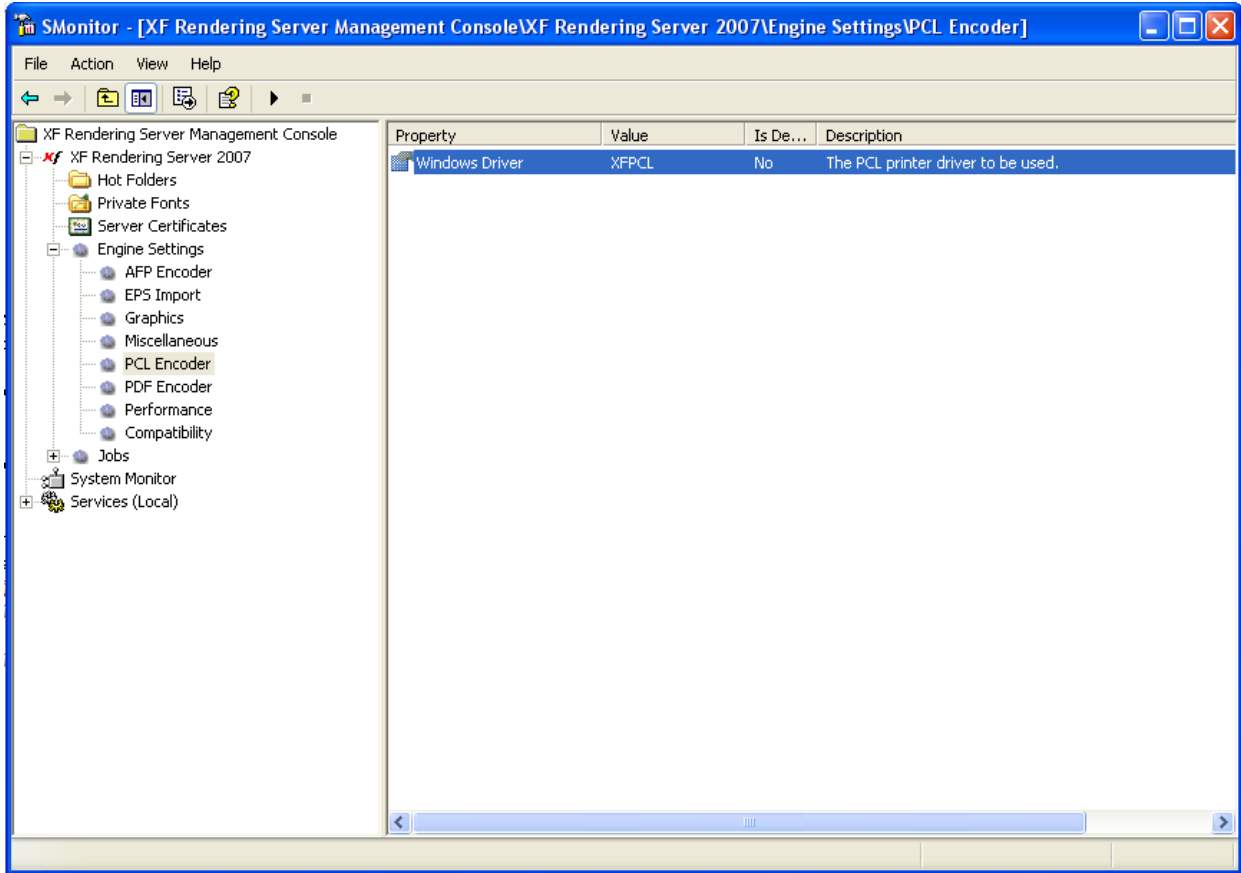 SMonitor - [XF Rendering Server Management Console\XF Rendering Server 2007\Engine Settings\PCL Encoder]
File Action View Help
XF Rendering Server Management Console
Xf XF Rendering Server 2007
Hot Folders
Private Fonts
Server Certificates
Engine Settings
AFP Encoder
EPS Import
Graphics
Miscellaneous
PCL Encoder
PDF Encoder
Performance
Compatibility
Jobs
System Monitor
Services (Local)
Property Value Is De... Description
Windows Driver XFPCL No The PCL printer driver to be used.